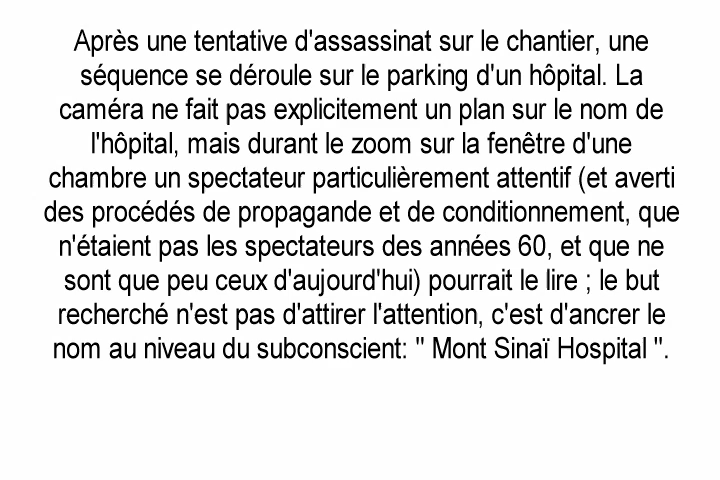 Après une tentative d'assassinat sur le chantier, une
séquence se déroule sur le parking d'un hôpital. La
caméra ne fait pas explicitement un plan sur le nom de
l'hôpital, mais durant le zoom sur la fenêtre d'une
chambre un spectateur particulièrement attentif (et averti
des procédés de propagande et de conditionnement, que
n'étaient pas les spectateurs des années 60, et que ne
sont que peu ceux d'aujourd'hui) pourrait le lire ; le but
recherché n'est pas d'attirer l'attention, c'est d'ancrer le
nom au niveau du subconscient: " Mont Sinaï Hospital ".